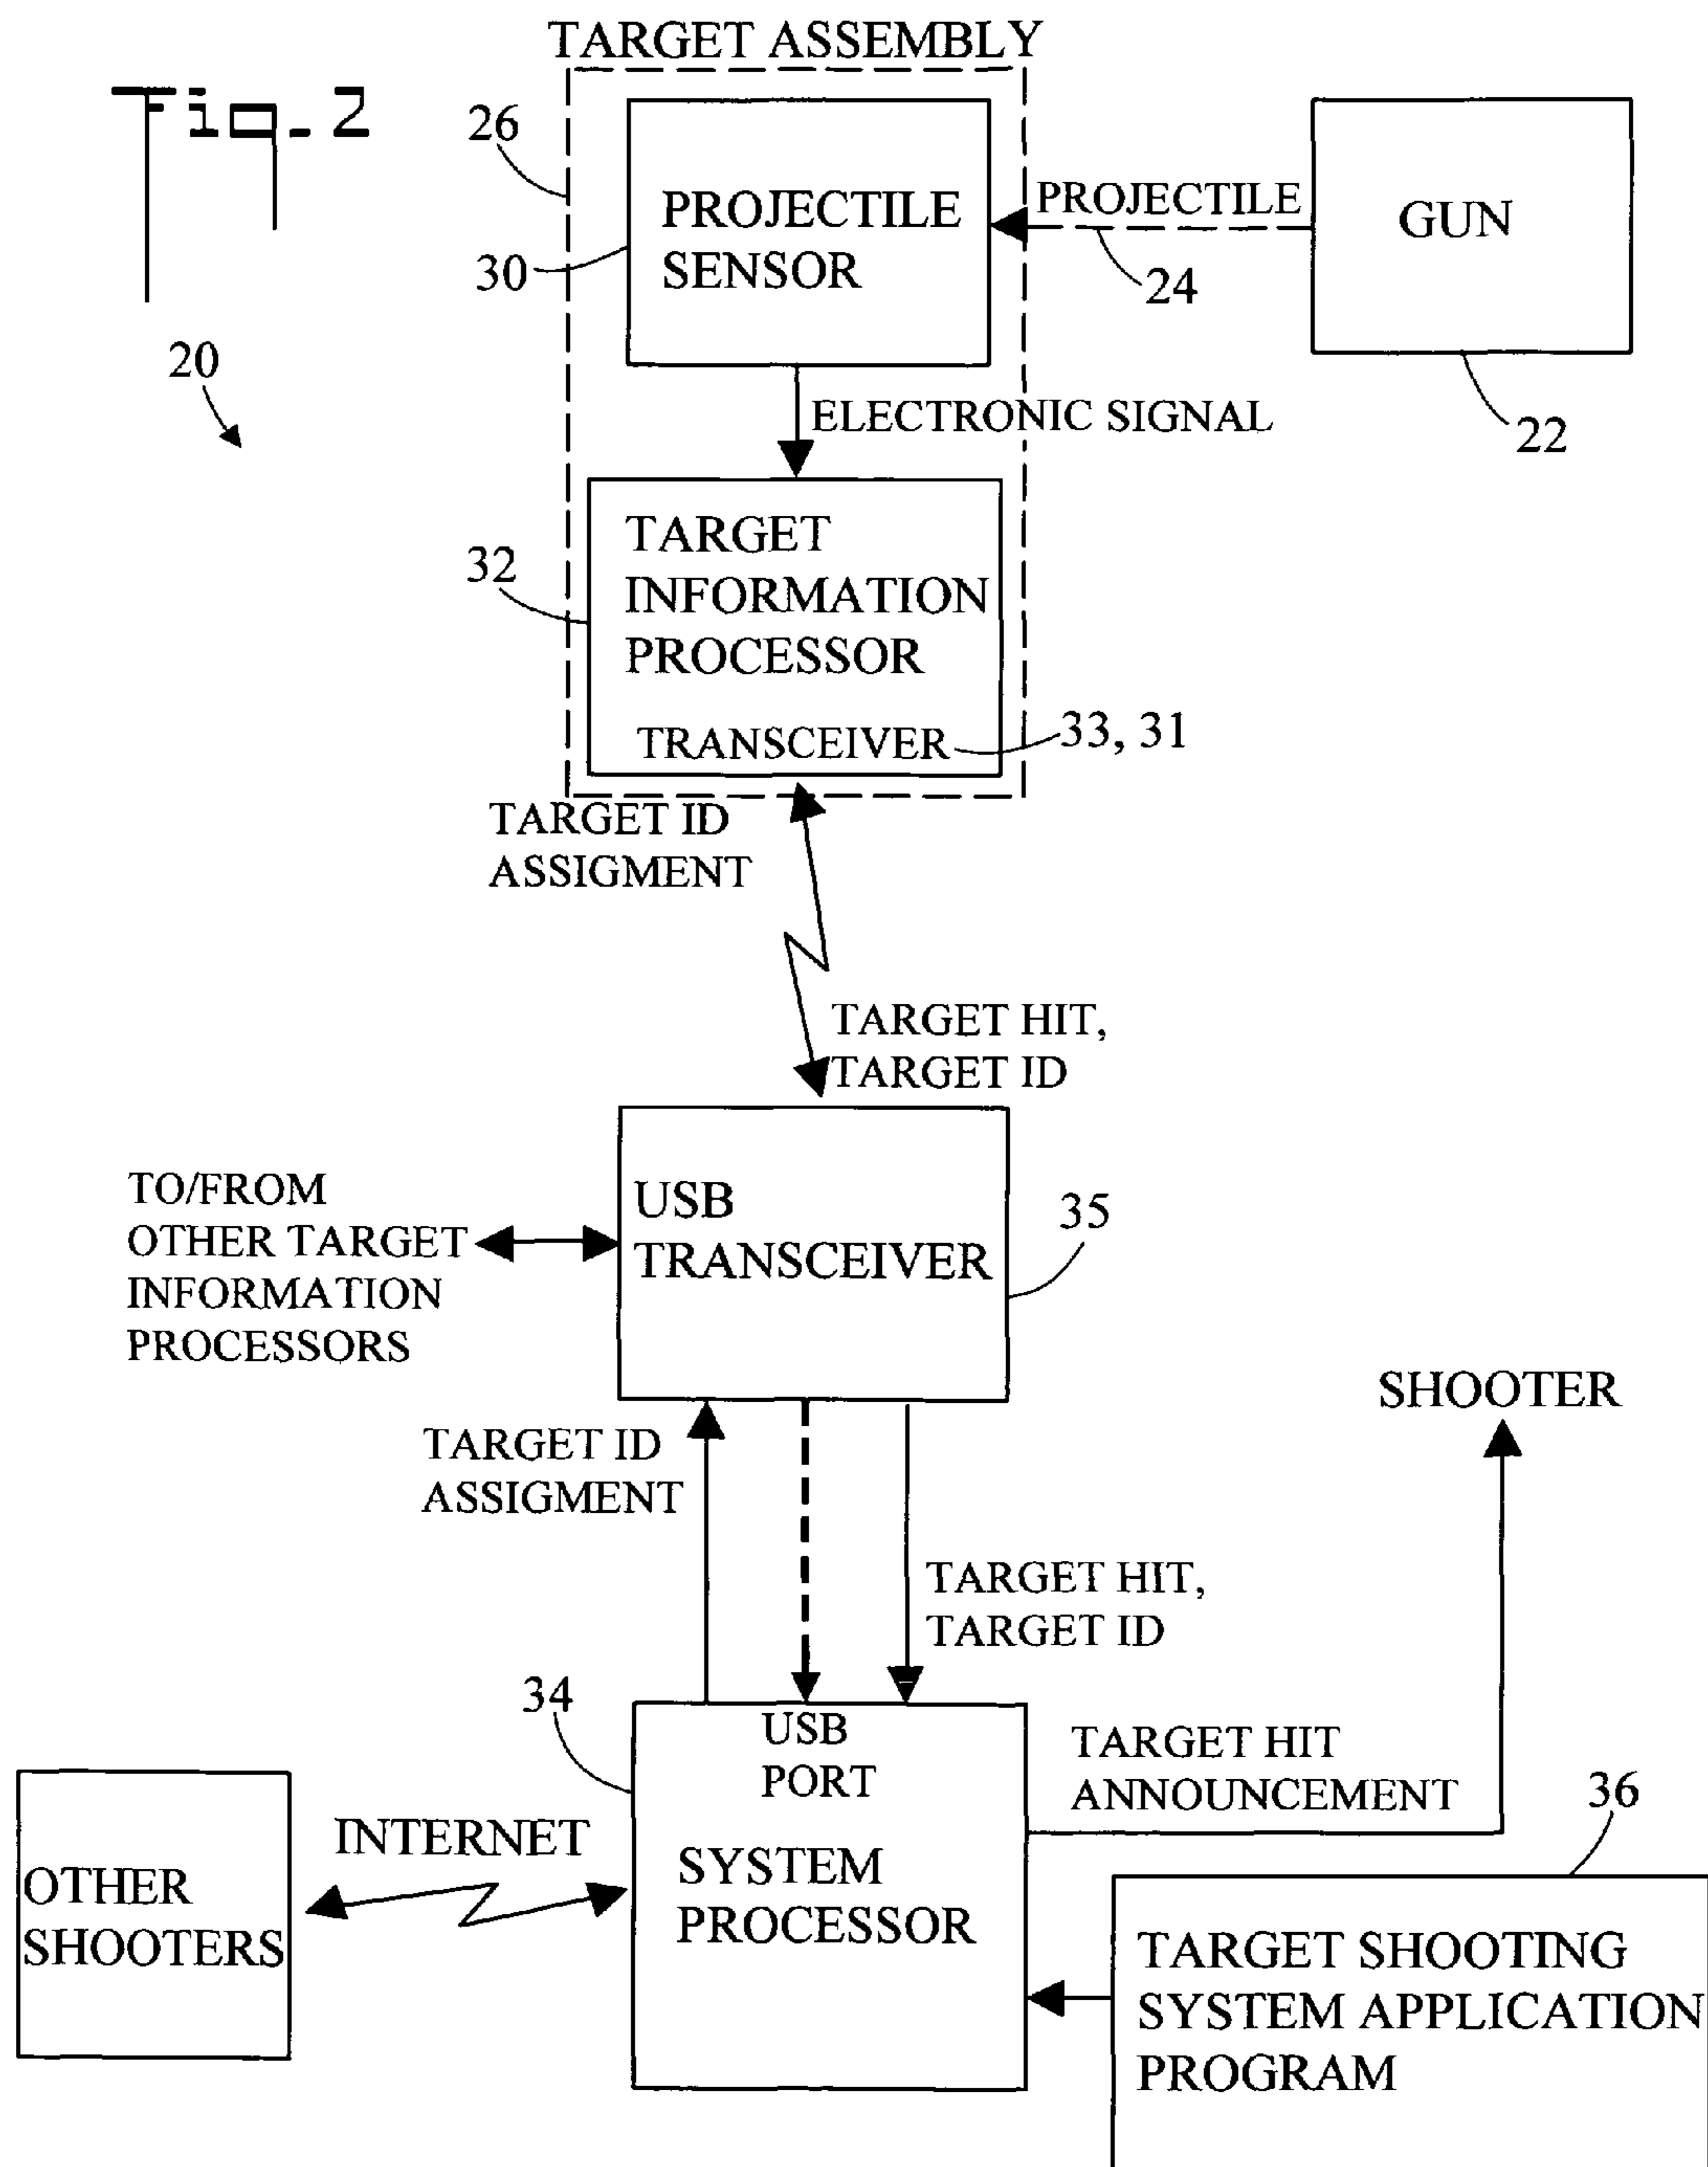 TARGET ASSEMBLY
Fig. 2
26
PROJECTILE
SENSOR
30
PROJECTILE
24
GUN
22
20
ELECTRONIC SIGNAL
32
TARGET
INFORMATION
PROCESSOR
TRANSCEIVER
33, 31
TARGET ID
ASSIGMENT
TARGET HIT,
TARGET ID
TO/FROM
OTHER TARGET
INFORMATION
PROCESSORS
USB
TRANSCEIVER
35
SHOOTER
TARGET ID
ASSIGMENT
TARGET HIT,
TARGET ID
34
USB
PORT
SYSTEM
PROCESSOR
TARGET HIT
ANNOUNCEMENT
36
INTERNET
OTHER
SHOOTERS
TARGET SHOOTING
SYSTEM APPLICATION
PROGRAM